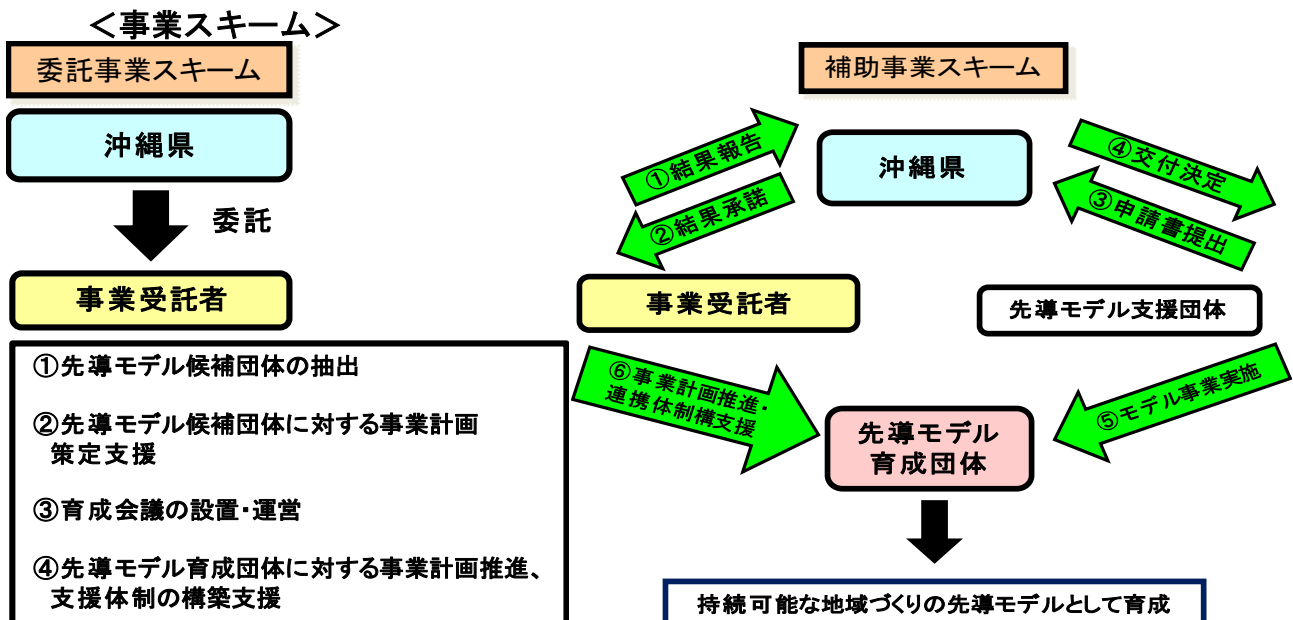 ＜事業スキーム＞
委託事業スキーム
沖縄県
委託
事業受託者
①先導モデル候補団体の抽出
②先導モデル候補団体に対する事業計画
策定支援
③育成会議の設置・運営
④先導モデル育成団体に対する事業計画推進、
支援体制の構築支援
補助事業スキーム
①結果報告
②結果承諾
沖縄県
④交付決定
③申請書提出
事業受託者
先導モデル支援団体
⑥事業計画推進・
連携体制構支援
⑤モデル事業実施
先導モデル
育成団体
持続可能な地域づくりの先導モデルとして育成